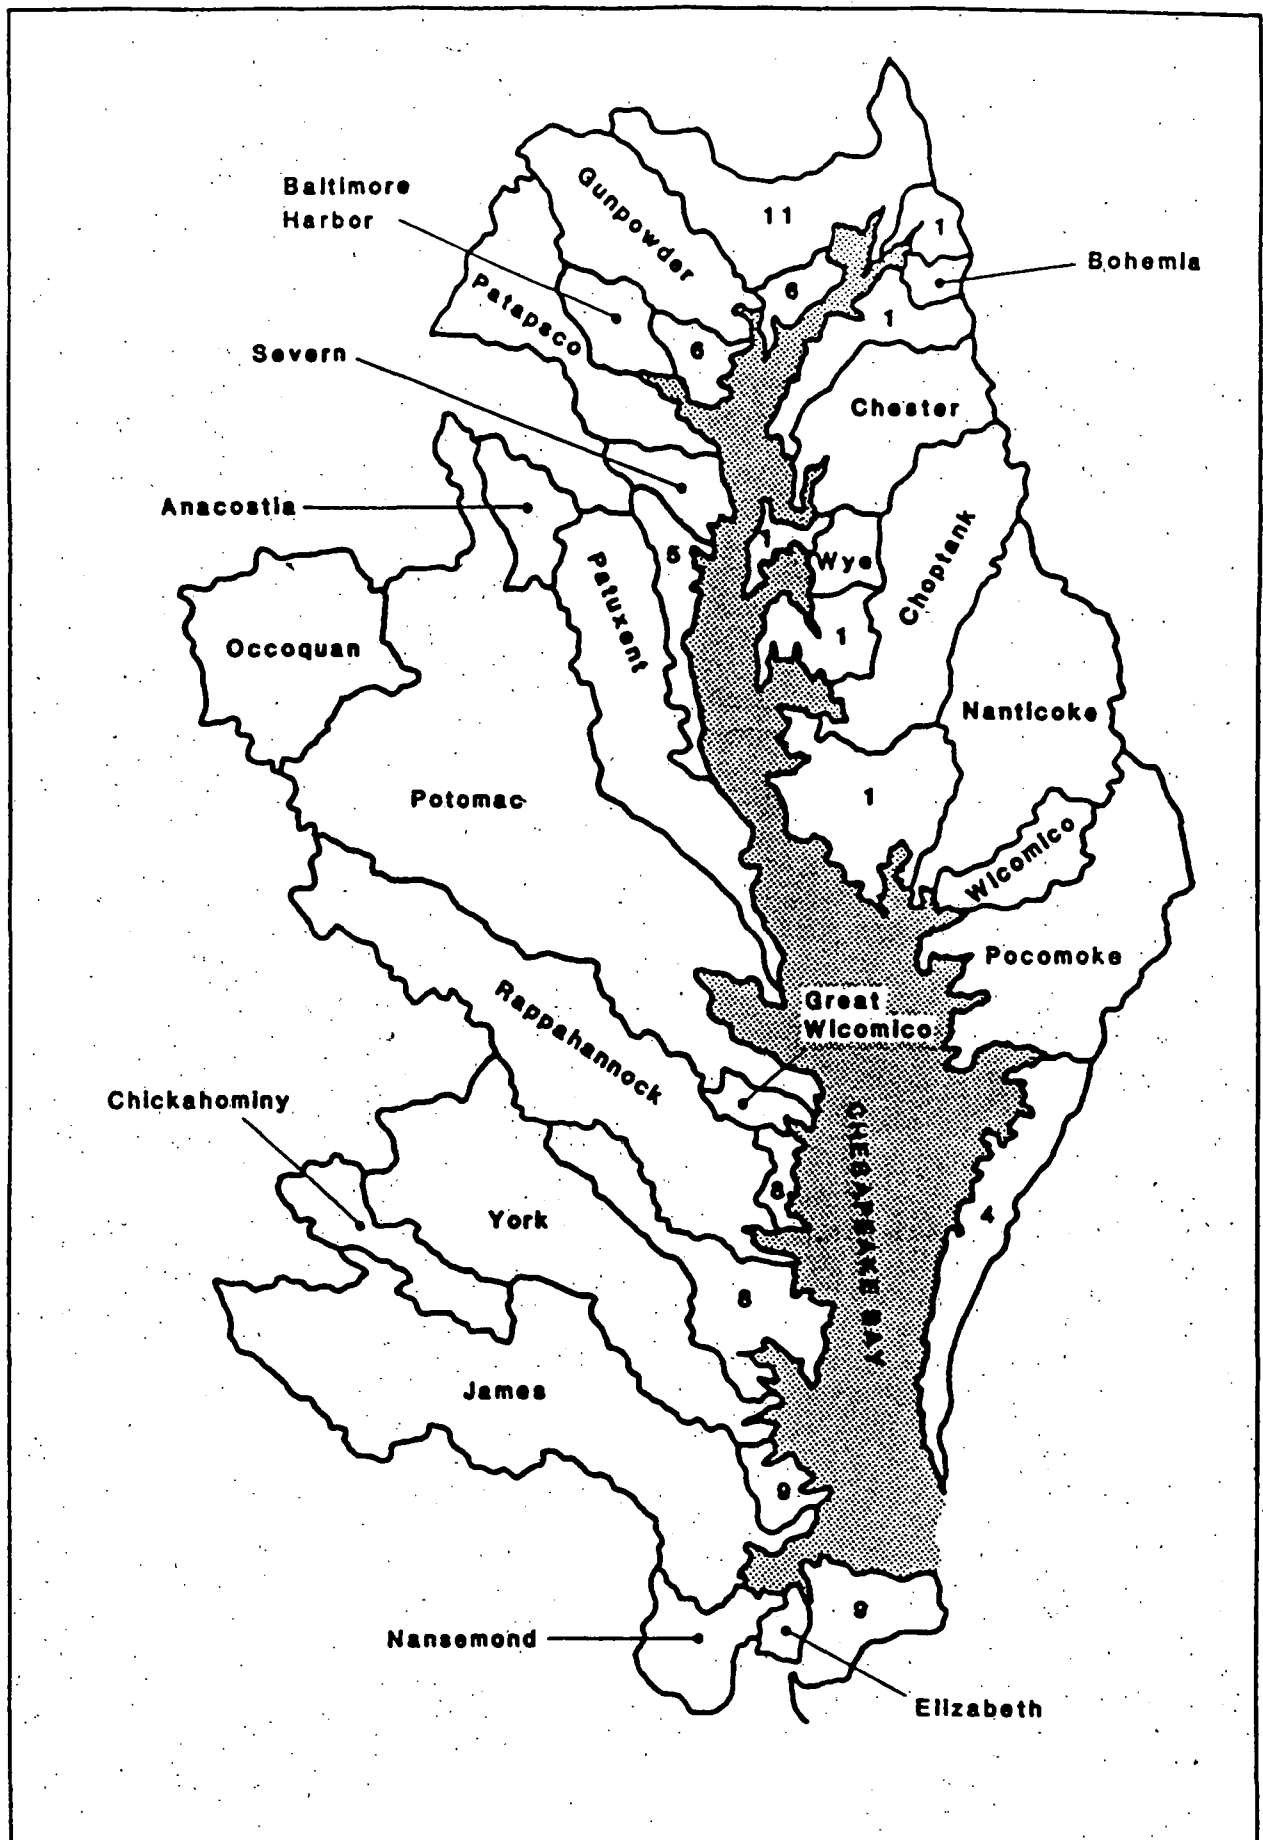 Baltimore
Harbor
Gunpowder
11
1
Bohemia
6
Patapsco
1
6
Severn
Chester
Anacostia
5
1
Wye
Patuxent
Choptank
Occoquan
1
Nanticoke
Potomac
1
Wicomico
Pocomoke
Great
Wicomico
Rappahannock
Chickahominy
CHESAPEAKE BAY
8
York
4
8
James
9
9
Nansemond
Elizabeth